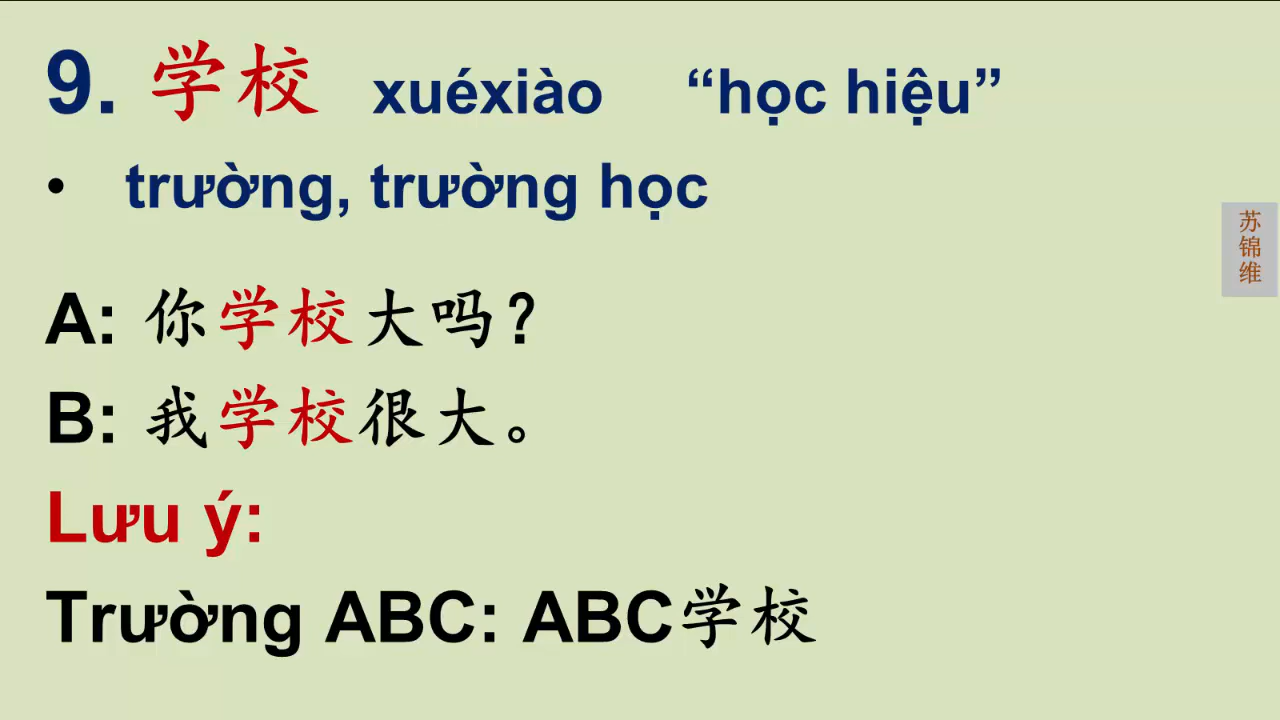 9. 学校 xuéxiào “học hiệu”
• trường, trường học
苏锦维
A: 你学校大吗?
B: 我学校很大。
Lưu ý:
Trường ABC: ABC学校